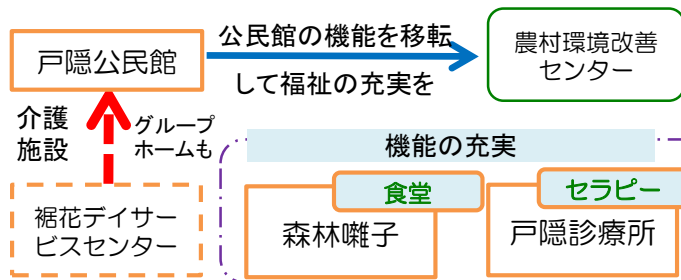 公民館の機能を移転
して福祉の充実を
戸隠公民館
農村環境改善
センター
介護
施設
グループ
ホームも
機能の充実
裾花デイサー
ビスセンター
食堂
森林囃子
セラピー
戸隠診療所